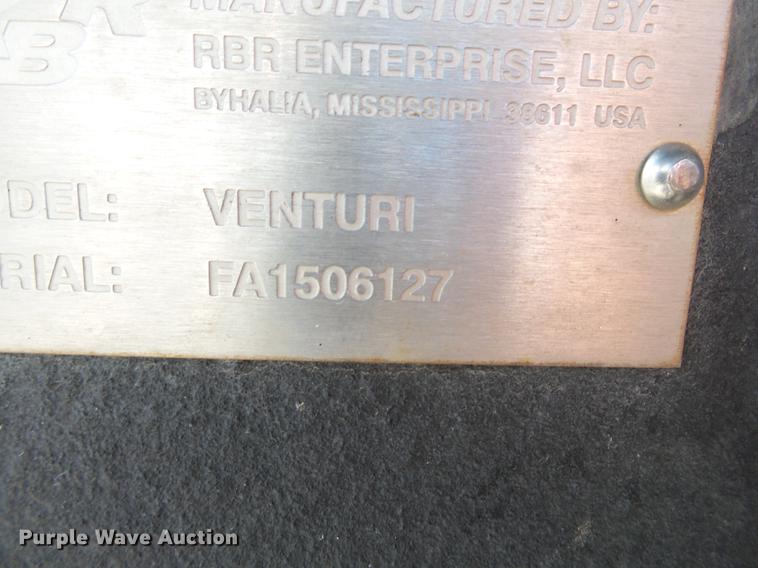 MANUFACTURED BY:
RBR ENTERPRISE, LLC
BYHALIA, MISSISSIPPI 38611 USA
R
B
DEL: VENTURI
RIAL: FA1506127
Purple Wave Auction